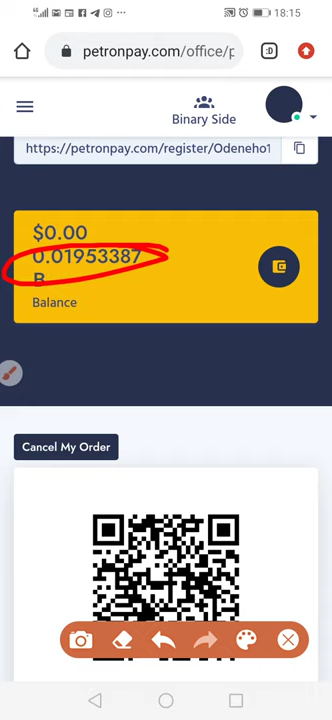 18:15
petronpay.com/office/p
:D
Binary Side
https://petronpay.com/register/Odeneho1
$0.00
0.01953387
B
Balance
Cancel My Order